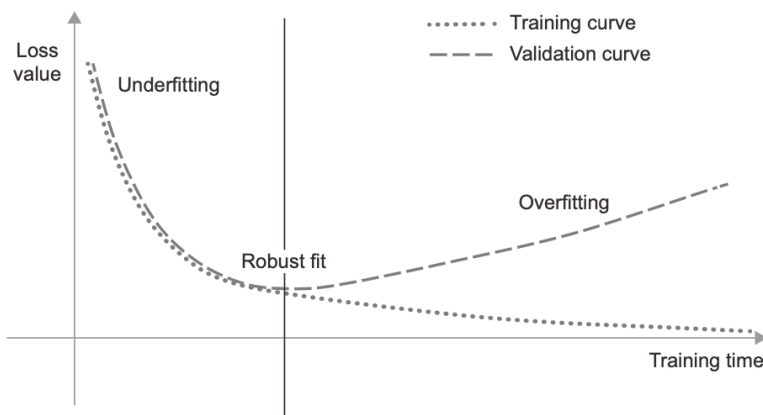 Training curve
Validation curve
Loss
value
Underfitting
Overfitting
Robust fit
Training time